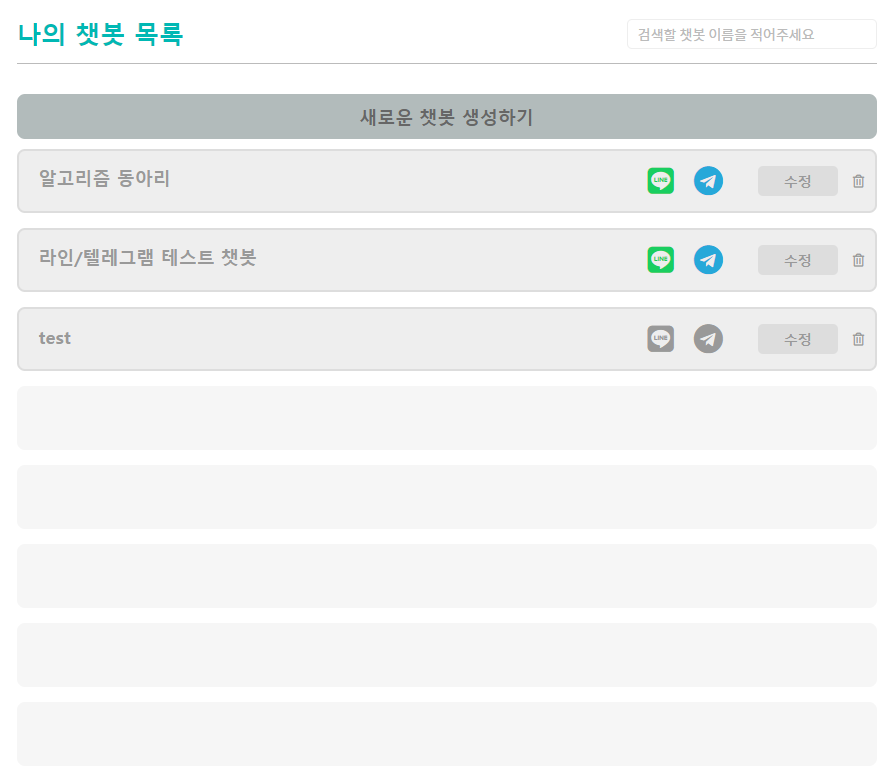 나의 챗봇 목록
검색할 챗봇 이름을 적어주세요
새로운 챗봇 생성하기
알고리즘 동아리
LINE
수정
라인/텔레그램 테스트 챗봇
LINE
수정
test
LINE
수정